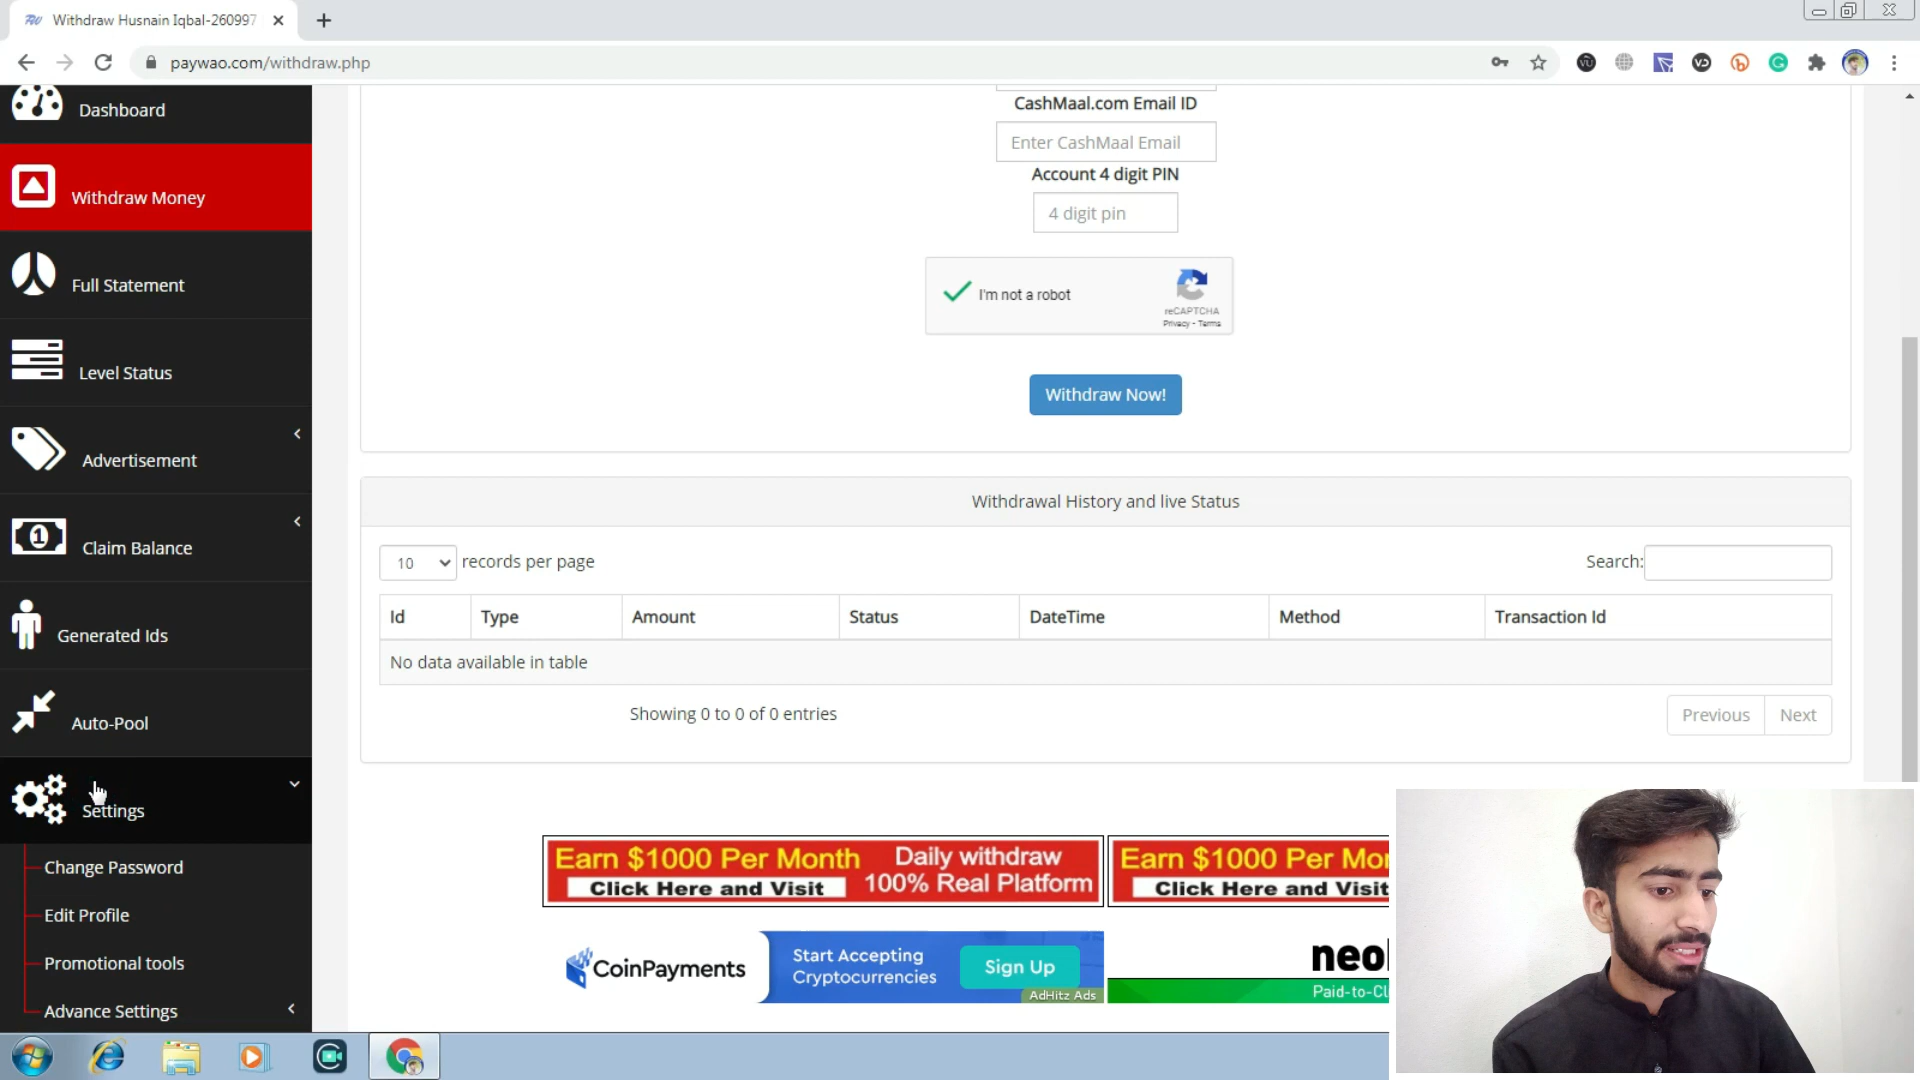 Withdraw Husnain Iqbal-260997
paywao.com/withdraw.php
Dashboard
Withdraw Money
Full Statement
Level Status
Advertisement
Claim Balance
Generated Ids
Auto-Pool
Settings
Change Password
Edit Profile
Promotional tools
Advance Settings
CashMaal.com Email ID
Enter CashMaal Email
Account 4 digit PIN
4 digit pin
I'm not a robot
reCAPTCHA
Privacy - Terms
Withdraw Now!
Withdrawal History and live Status
10 records per page
Search:
Id Type Amount Status DateTime Method Transaction Id
No data available in table
Showing 0 to 0 of 0 entries
Previous Next
Earn $1000 Per Month
Click Here and Visit
Daily withdraw
100% Real Platform
Earn $1000 Per
Click Here and Visit
CoinPayments
Start Accepting
Cryptocurrencies
Sign Up
AdHitz Ads